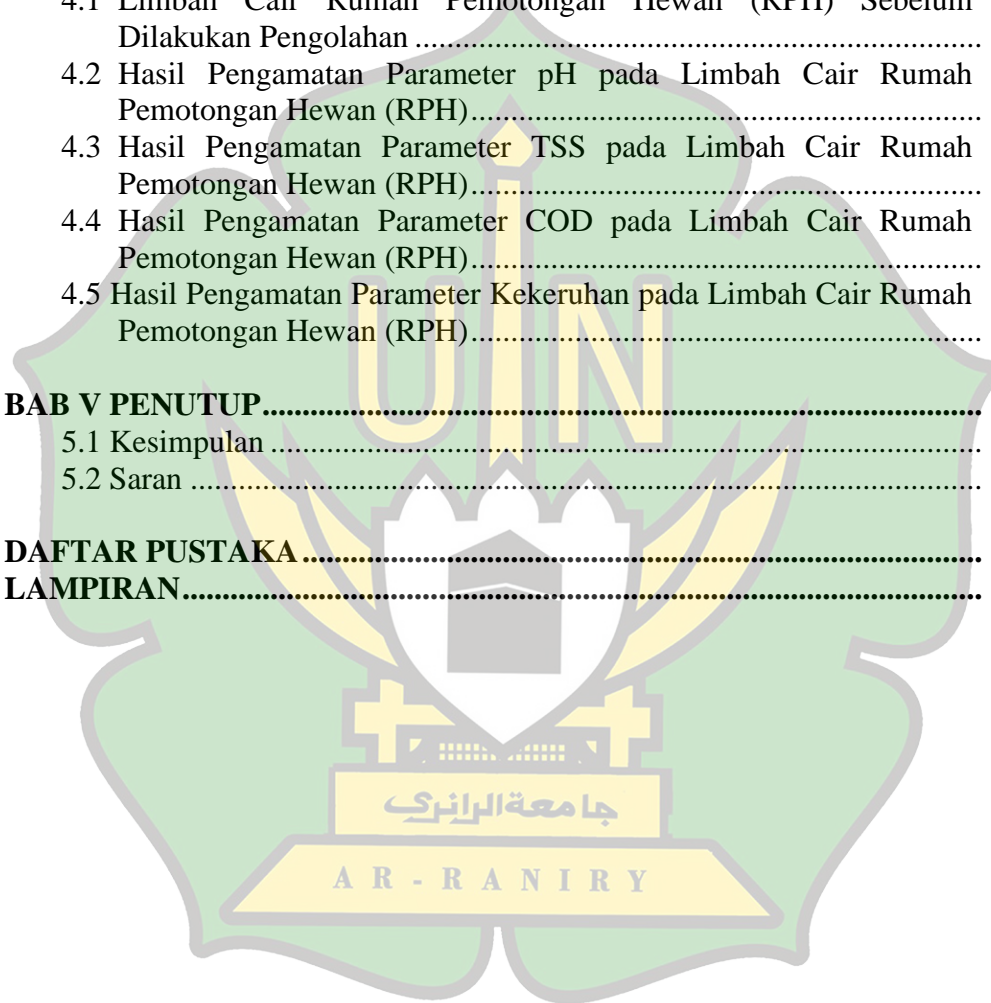 4.1 Limbah Cair Rumah Pemotongan Hewan (RPH) Sebelum
Dilakukan Pengolahan ........................................................................
4.2 Hasil Pengamatan Parameter pH pada Limbah Cair Rumah
Pemotongan Hewan (RPH)................................................................
4.3 Hasil Pengamatan Parameter TSS pada Limbah Cair Rumah
Pemotongan Hewan (RPH)................................................................
4.4 Hasil Pengamatan Parameter COD pada Limbah Cair Rumah
Pemotongan Hewan (RPH)................................................................
4.5 Hasil Pengamatan Parameter Kekeruhan pada Limbah Cair Rumah
Pemotongan Hewan (RPH)................................................................
BAB V PENUTUP............................................................................................
5.1 Kesimpulan ..........................................................................................
5.2 Saran ....................................................................................................
DAFTAR PUSTAKA .......................................................................................
LAMPIRAN......................................................................................................
UIN
جامعة الرانري
AR-RANIRY